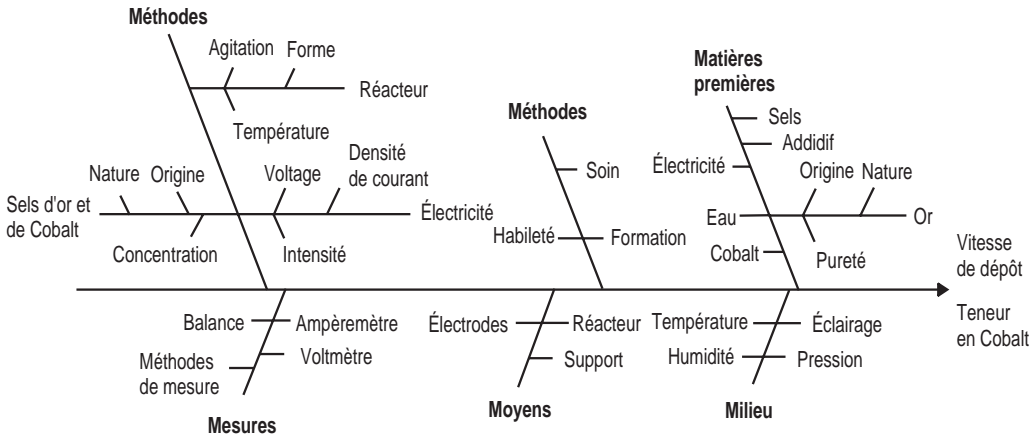 Méthodes
Agitation
Forme
Réacteur
Température
Nature
Origine
Voltage
Densité
de courant
Sels d'or et
de Cobalt
Électricité
Concentration
Intensité
Méthodes
Soin
Habileté
Formation
Matières
premières
Sels
Addidif
Électricité
Origine
Nature
Eau
Or
Cobalt
Pureté
Vitesse
de dépôt
Teneur
en Cobalt
Balance
Ampèremètre
Méthodes
de mesure
Voltmètre
Mesures
Électrodes
Réacteur
Support
Moyens
Température
Éclairage
Humidité
Pression
Milieu